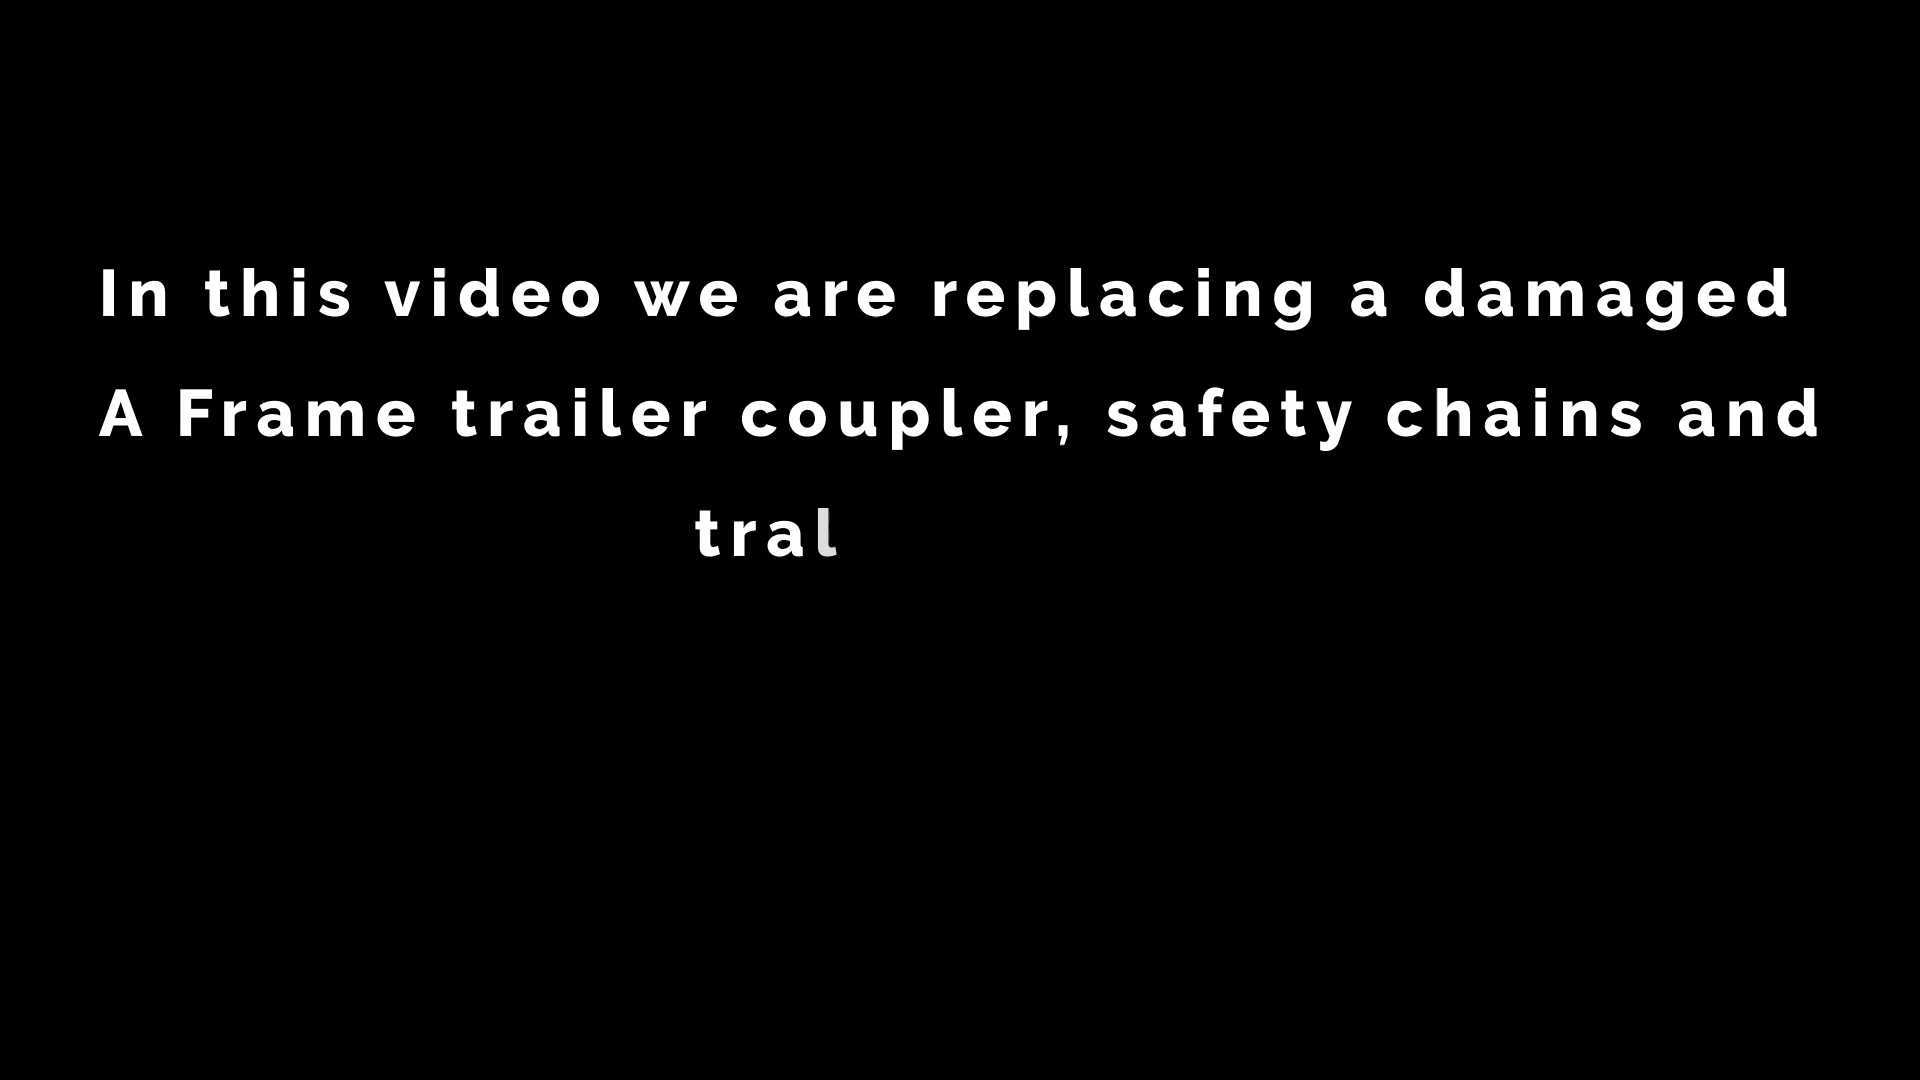 In this video we are replacing a damaged
A Frame trailer coupler, safety chains and
tral